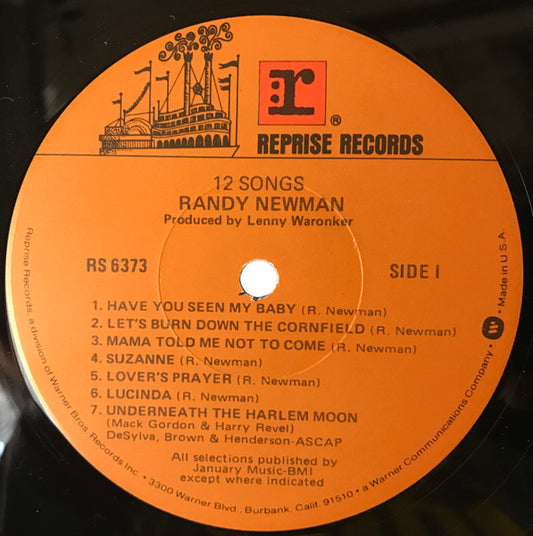 r®
REPRISE RECORDS
12 SONGS
RANDY NEWMAN
Produced by Lenny Waronker
RS 6373
SIDE I
1. HAVE YOU SEEN MY BABY (R. Newman)
2. LET'S BURN DOWN THE CORNFIELD (R. Newman)
3. MAMA TOLD ME NOT TO COME (R. Newman)
4. SUZANNE (R. Newman)
5. LOVER'S PRAYER (R. Newman)
6. LUCINDA (R. Newman)
7. UNDERNEATH THE HARLEM MOON
(Mack Gordon & Harry Revel)
DeSylva, Brown & Henderson-ASCAP
All selections published by
January Music-BMI
except where indicated
Reprise Records, a division of Warner Bros. Records Inc. • 3300 Warner Blvd., Burbank, Calif. 91510 • a Warner Communications Company • W • Made in U.S.A.